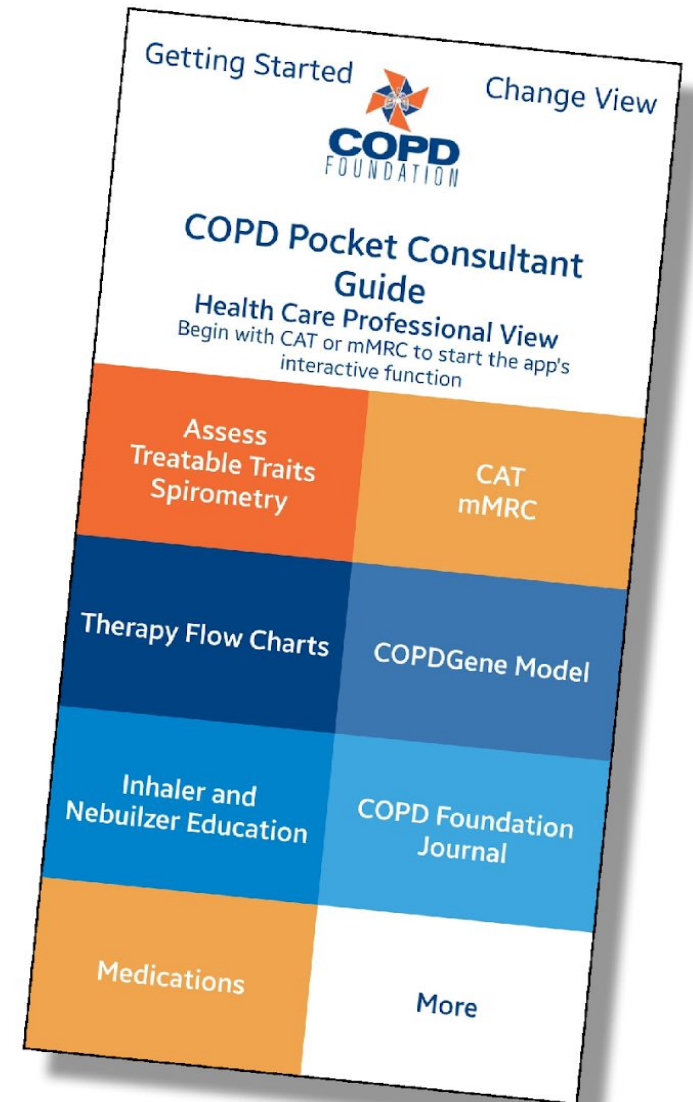 Getting Started
Change View
COPD
FOUNDATION
COPD Pocket Consultant
Guide
Health Care Professional View
Begin with CAT or mMRC to start the app's
interactive function
Assess
Treatable Traits
Spirometry
CAT
mMRC
Therapy Flow Charts
COPDGene Model
Inhaler and
Nebuilzer Education
COPD Foundation
Journal
Medications
More